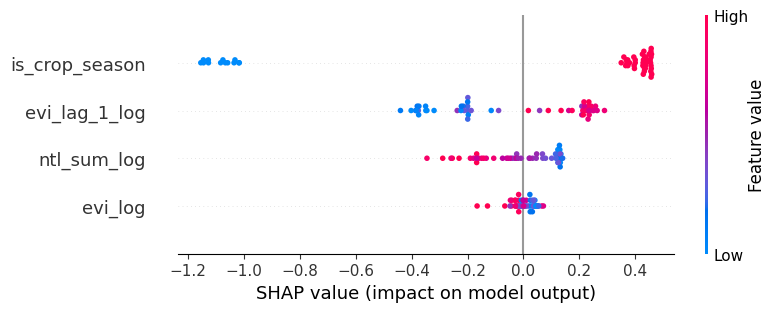 High
is_crop_season
evi_lag_1_log
ntl_sum_log
evi_log
Feature value
Low
−1.2 −1.0 −0.8 −0.6 −0.4 −0.2 0.0 0.2 0.4
SHAP value (impact on model output)